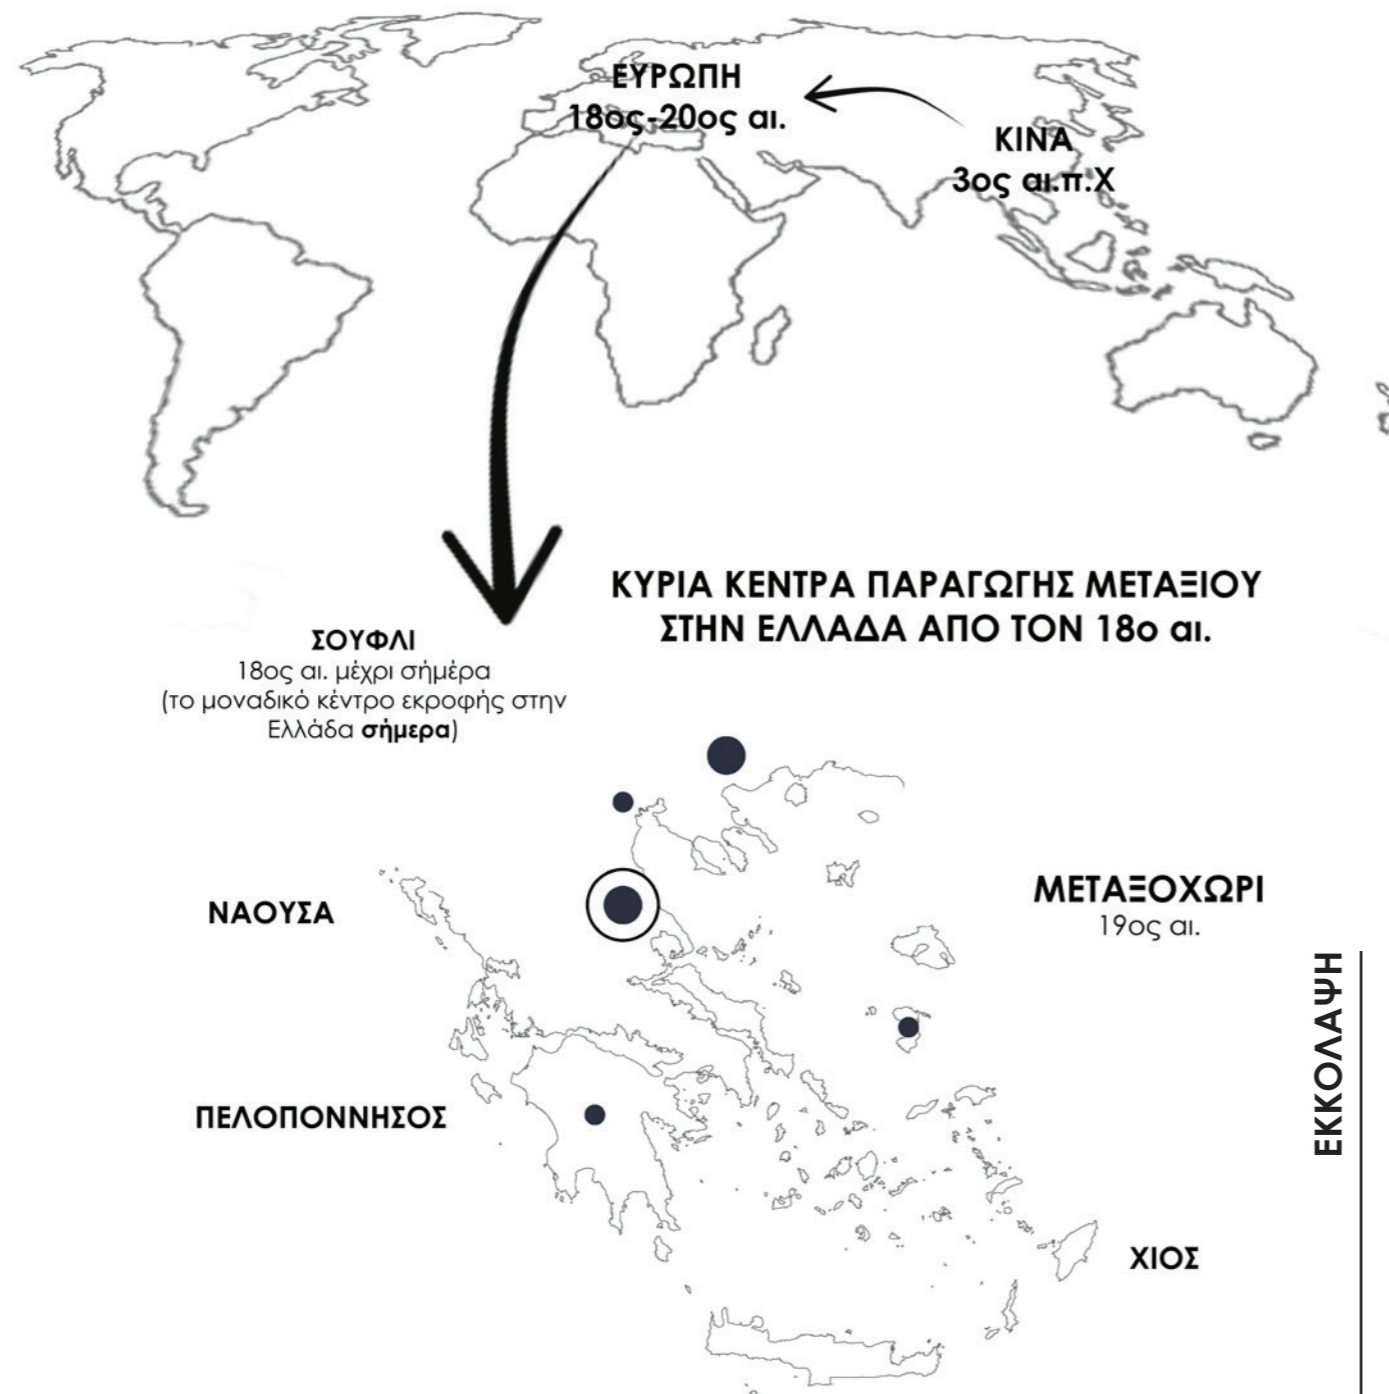 ΕΥΡΩΠΗ
18ος-20ος αι.
ΚΙΝΑ
3ος αι.π.Χ
ΚΥΡΙΑ ΚΕΝΤΡΑ ΠΑΡΑΓΩΓΗΣ ΜΕΤΑΞΙΟΥ
ΣΤΗΝ ΕΛΛΑΔΑ ΑΠΟ ΤΟΝ 18ο αι.
ΣΟΥΦΛΙ
18ος αι. μέχρι σήμέρα
(το μοναδικό κέντρο εκροφής στην
Ελλάδα σήμερα)
ΝΑΟΥΣΑ
ΜΕΤΑΞΟΧΩΡΙ
19ος αι.
ΠΕΛΟΠΟΝΝΗΣΟΣ
ΧΙΟΣ
ΕΚΚΟΛΑΨΗ